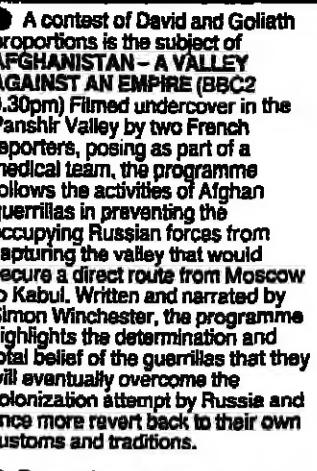 ● A contest of David and Goliath
proportions is the subject of
AFGHANISTAN – A VALLEY
AGAINST AN EMPIRE (BBC2
.30pm) Filmed undercover in the
Panshir Valley by two French
reporters, posing as part of a
medical team, the programme
follows the activities of Afghan
guerrillas in preventing the
occupying Russian forces from
capturing the valley that would
secure a direct route from Moscow
to Kabul. Written and narrated by
Simon Winchester, the programme
highlights the determination and
total belief of the guerrillas that they
will eventually overcome the
colonization attempt by Russia and
once more revert back to their own
customs and traditions.